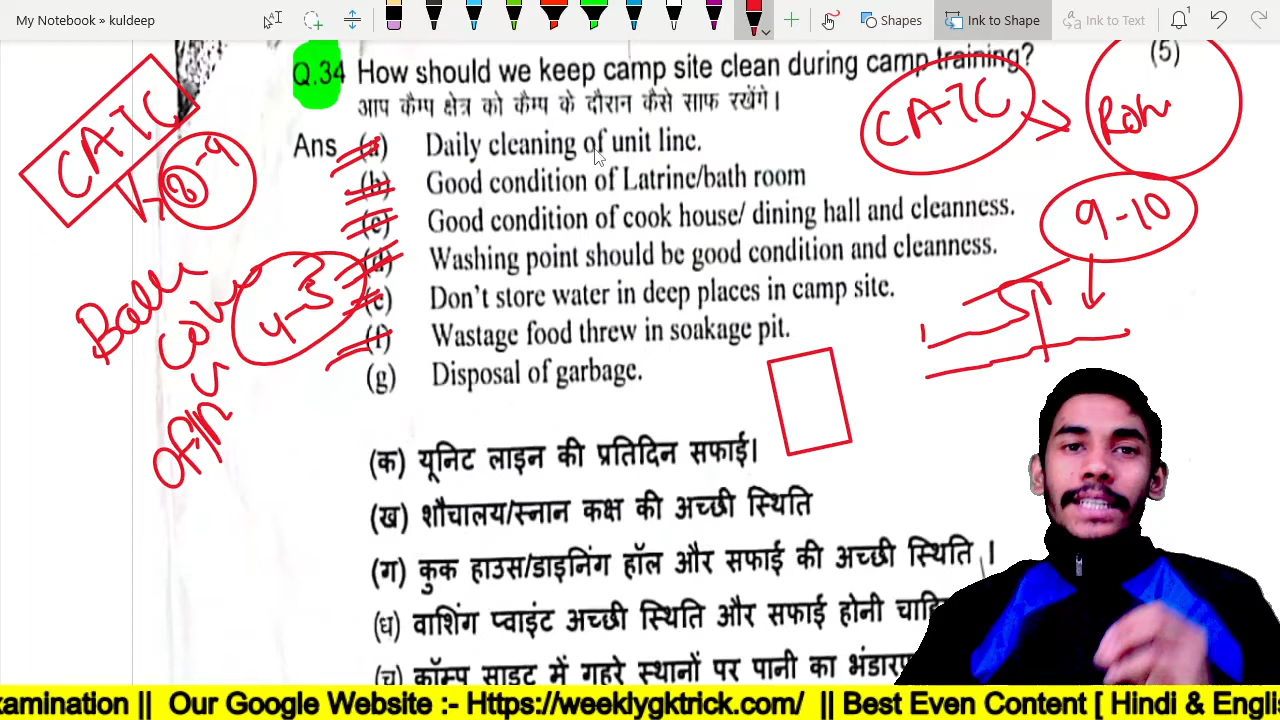 My Notebook » kuldeep
Shapes
Ink to Shape
Ink to Text
Q.34 How should we keep camp site clean during camp training?
(5)
आप कैम्प क्षेत्र को कैम्प के दौरान कैसे साफ रखेंगे।
Ans (a) Daily cleaning of unit line.
(b) Good condition of Latrine/bath room
(c) Good condition of cook house/ dining hall and cleanness.
(d) Washing point should be good condition and cleanness.
(e) Don't store water in deep places in camp site.
(f) Wastage food threw in soakage pit.
(g) Disposal of garbage.
CATC
CATC
9-10
(क) यूनिट लाइन की प्रतिदिन सफाई।
(ख) शौचालय/स्नान कक्ष की अच्छी स्थिति
(ग) कुक हाउस/डाइनिंग हॉल और सफाई की अच्छी स्थिति ।
(ध) वाशिंग प्वाइंट अच्छी स्थिति और सफाई होनी
(च) कॉम्प साइट में गहरे स्थानों पर पानी का
examination || Our Google Website :- Https://weeklygktrick.com/ || Best Even Content [ Hindi & Englis